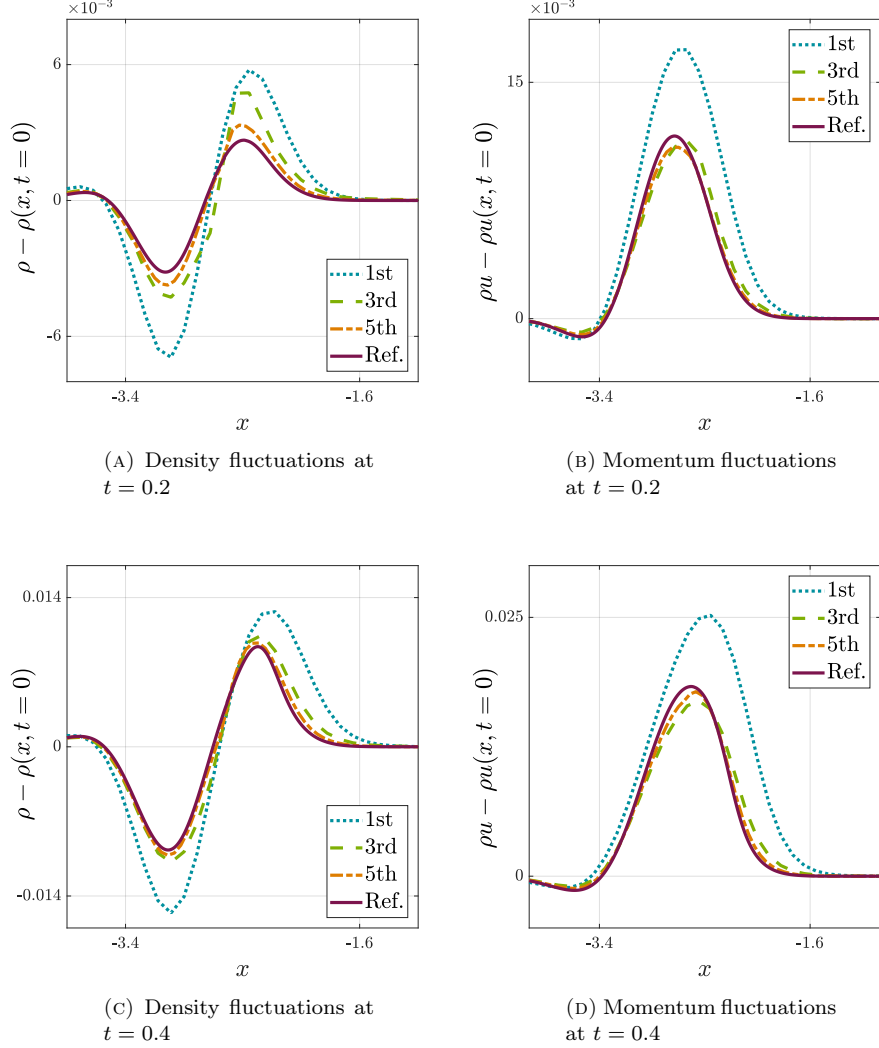 ×10⁻³
6
0
-6
ρ − ρ(x, t = 0)
1st
3rd
5th
Ref.
-3.4
-1.6
x
(A) Density fluctuations at
t = 0.2
×10⁻³
15
0
ρu − ρu(x, t = 0)
1st
3rd
5th
Ref.
-3.4
-1.6
x
(B) Momentum fluctuations
at t = 0.2
0.014
0
-0.014
ρ − ρ(x, t = 0)
1st
3rd
5th
Ref.
-3.4
-1.6
x
(C) Density fluctuations at
t = 0.4
0.025
0
ρu − ρu(x, t = 0)
1st
3rd
5th
Ref.
-3.4
-1.6
x
(D) Momentum fluctuations
at t = 0.4